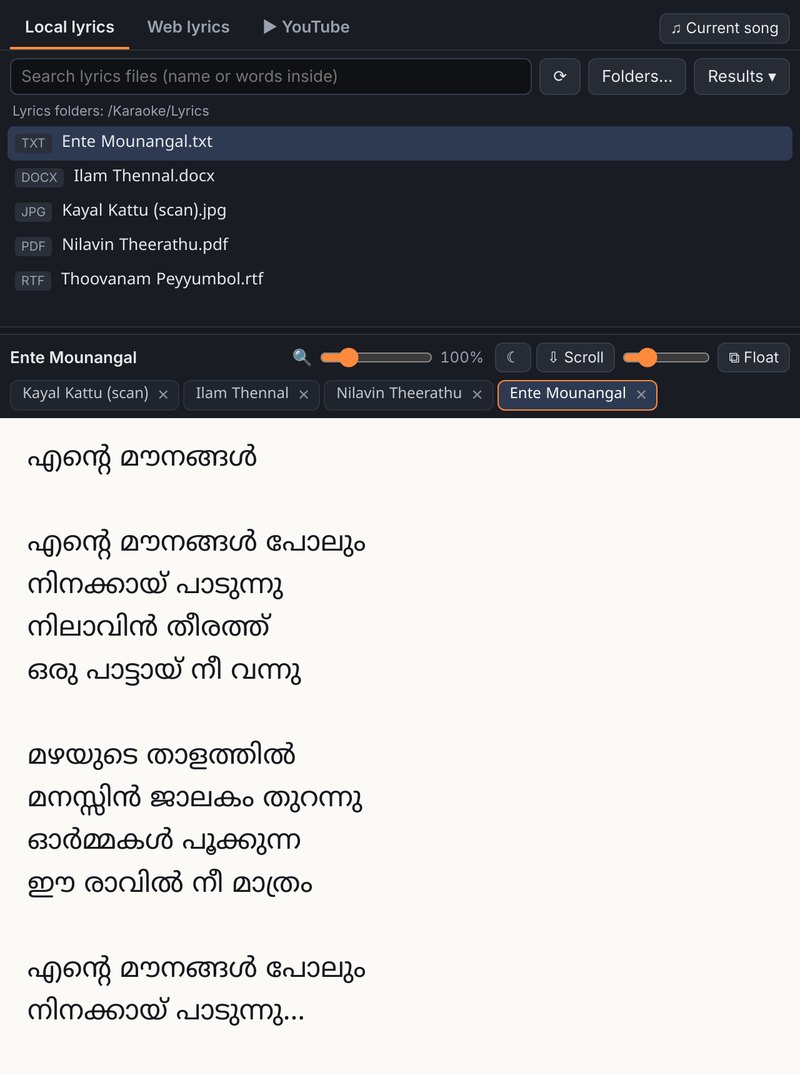 Local lyrics Web lyrics ▶ YouTube ♫ Current song
Search lyrics files (name or words inside) ⟳ Folders... Results ▾
Lyrics folders: /Karaoke/Lyrics
TXT Ente Mounangal.txt
DOCX Ilam Thennal.docx
JPG Kayal Kattu (scan).jpg
PDF Nilavin Theerathu.pdf
RTF Thoovanam Peyyumbol.rtf
Ente Mounangal 🔍 100% ☾ ⇩ Scroll ⧉ Float
Kayal Kattu (scan) × Ilam Thennal × Nilavin Theerathu × Ente Mounangal ×
എന്റെ മൗനങ്ങൾ
എന്റെ മൗനങ്ങൾ പോലും
നിനക്കായ് പാടുന്നു
നിലാവിൻ തീരത്ത്
ഒരു പാട്ടായ് നീ വന്നു
മഴയുടെ താളത്തിൽ
മനസ്സിൻ ജാലകം തുറന്നു
ഓർമ്മകൾ പൂക്കുന്ന
ഈ രാവിൽ നീ മാത്രം
എന്റെ മൗനങ്ങൾ പോലും
നിനക്കായ് പാടുന്നു...